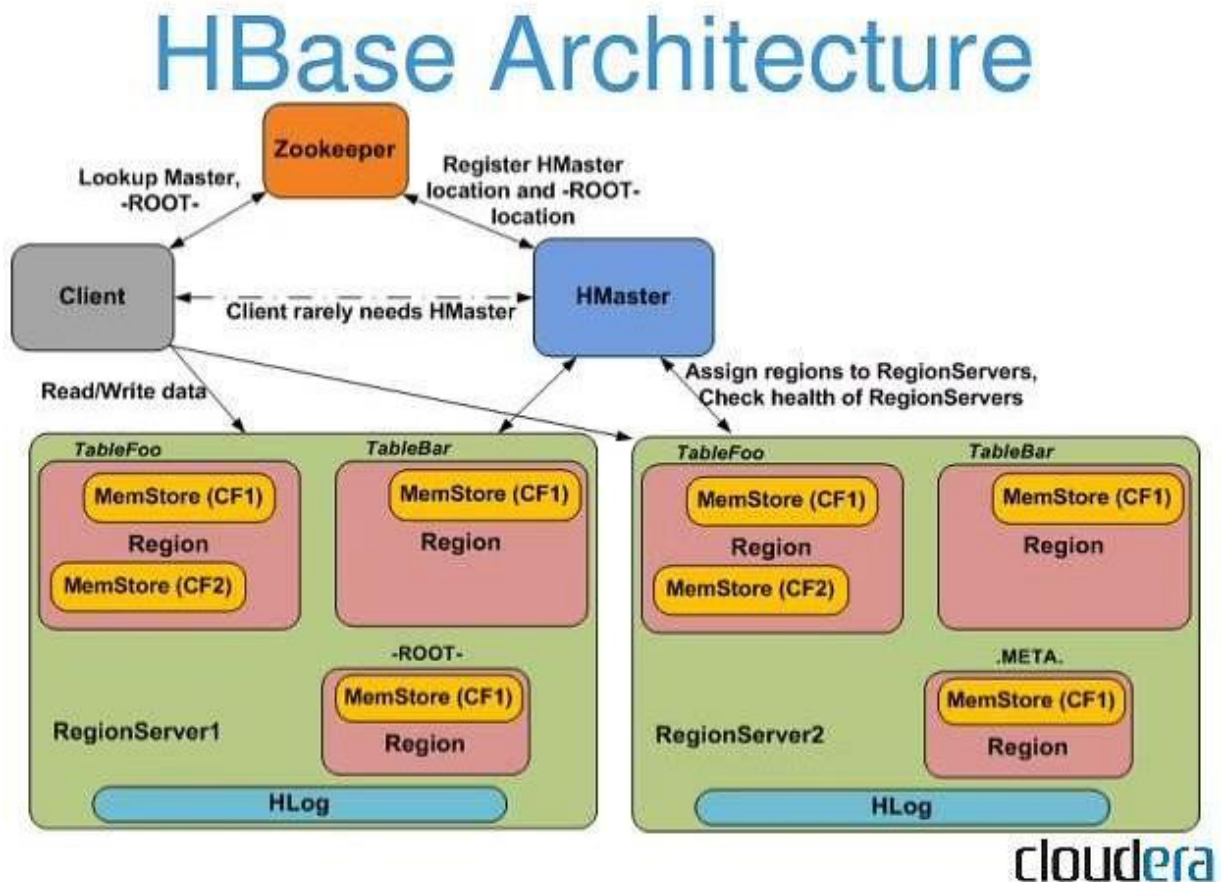 HBase Architecture
Zookeeper
Lookup Master,
-ROOT-
Register HMaster
location and -ROOT-
location
Client
HMaster
Client rarely needs HMaster
Read/Write data
Assign regions to RegionServers,
Check health of RegionServers
TableFoo
TableBar
MemStore (CF1)
MemStore (CF1)
Region
Region
MemStore (CF2)
-ROOT-
MemStore (CF1)
RegionServer1
Region
HLog
TableFoo
TableBar
MemStore (CF1)
MemStore (CF1)
Region
Region
MemStore (CF2)
.META.
MemStore (CF1)
RegionServer2
Region
HLog
cloudera